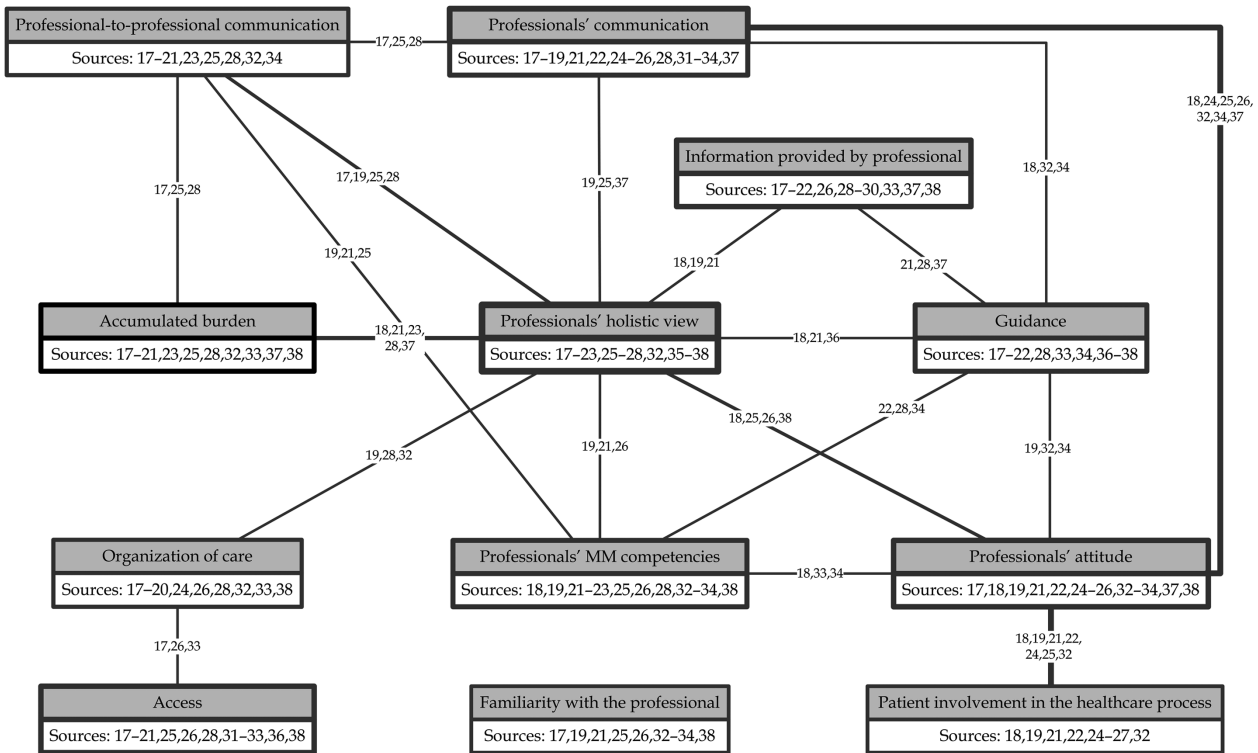 Professional-to-professional communication
Sources: 17–21,23,25,28,32,34
17,25,28
Professionals’ communication
Sources: 17–19,21,22,24–26,28,31–34,37
18,24,25,26,
32,34,37
Information provided by professional
Sources: 17–22,26,28–30,33,37,38
18,32,34
17,25,28
17,19,25,28
19,25,37
19,21,25
18,19,21
21,28,37
Accumulated burden
Sources: 17–21,23,25,28,32,33,37,38
18,21,23,
28,37
Professionals’ holistic view
Sources: 17–23,25–28,32,35–38
18,21,36
Guidance
Sources: 17–22,28,33,34,36–38
19,28,32
19,21,26
18,25,26,38
22,28,34
19,32,34
Organization of care
Sources: 17–20,24,26,28,32,33,38
Professionals’ MM competencies
Sources: 18,19,21–23,25,26,28,32–34,38
18,33,34
Professionals’ attitude
Sources: 17,18,19,21,22,24–26,32–34,37,38
17,26,33
18,19,21,22,
24,25,32
Access
Sources: 17–21,25,26,28,31–33,36,38
Familiarity with the professional
Sources: 17,19,21,25,26,32–34,38
Patient involvement in the healthcare process
Sources: 18,19,21,22,24–27,32